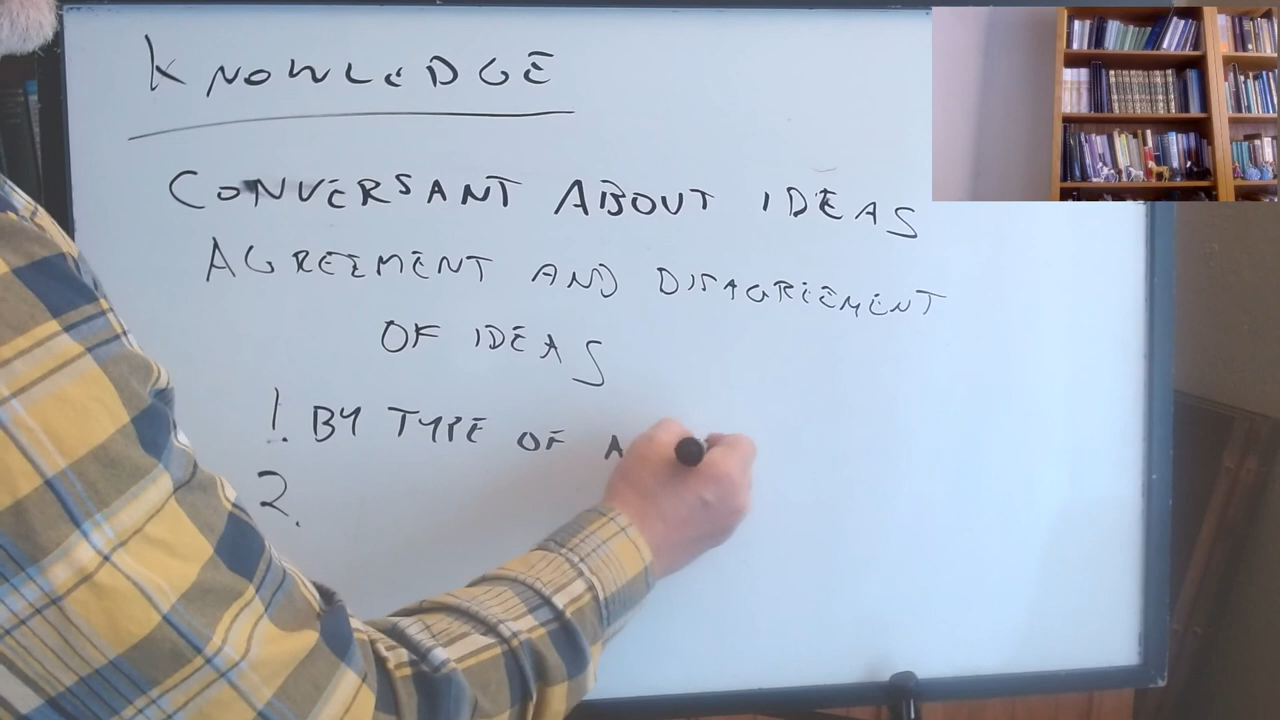 KNOWLEDGE
CONVERSANT ABOUT IDEAS
AGREEMENT AND DISAGREEMENT
OF IDEAS
1. BY TYPE OF A
2.